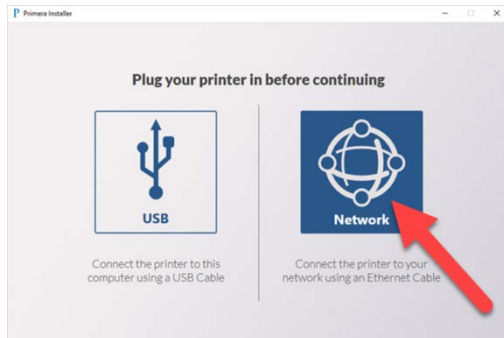 Primera Installer
Plug your printer in before continuing
USB
Network
Connect the printer to this
computer using a USB Cable
Connect the printer to your
network using an Ethernet Cable